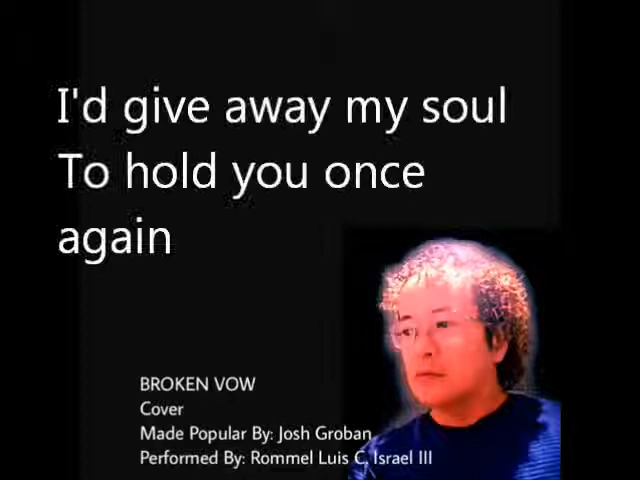 I'd give away my soul
To hold you once
again
BROKEN VOW
Cover
Made Popular By: Josh Groban
Performed By: Rommel Luis C. Israel III